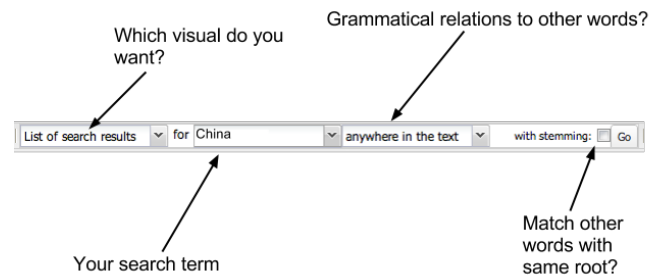 Grammatical relations to other words?
Which visual do you
want?
List of search results for China anywhere in the text with stemming: Go
Your search term
Match other
words with
same root?